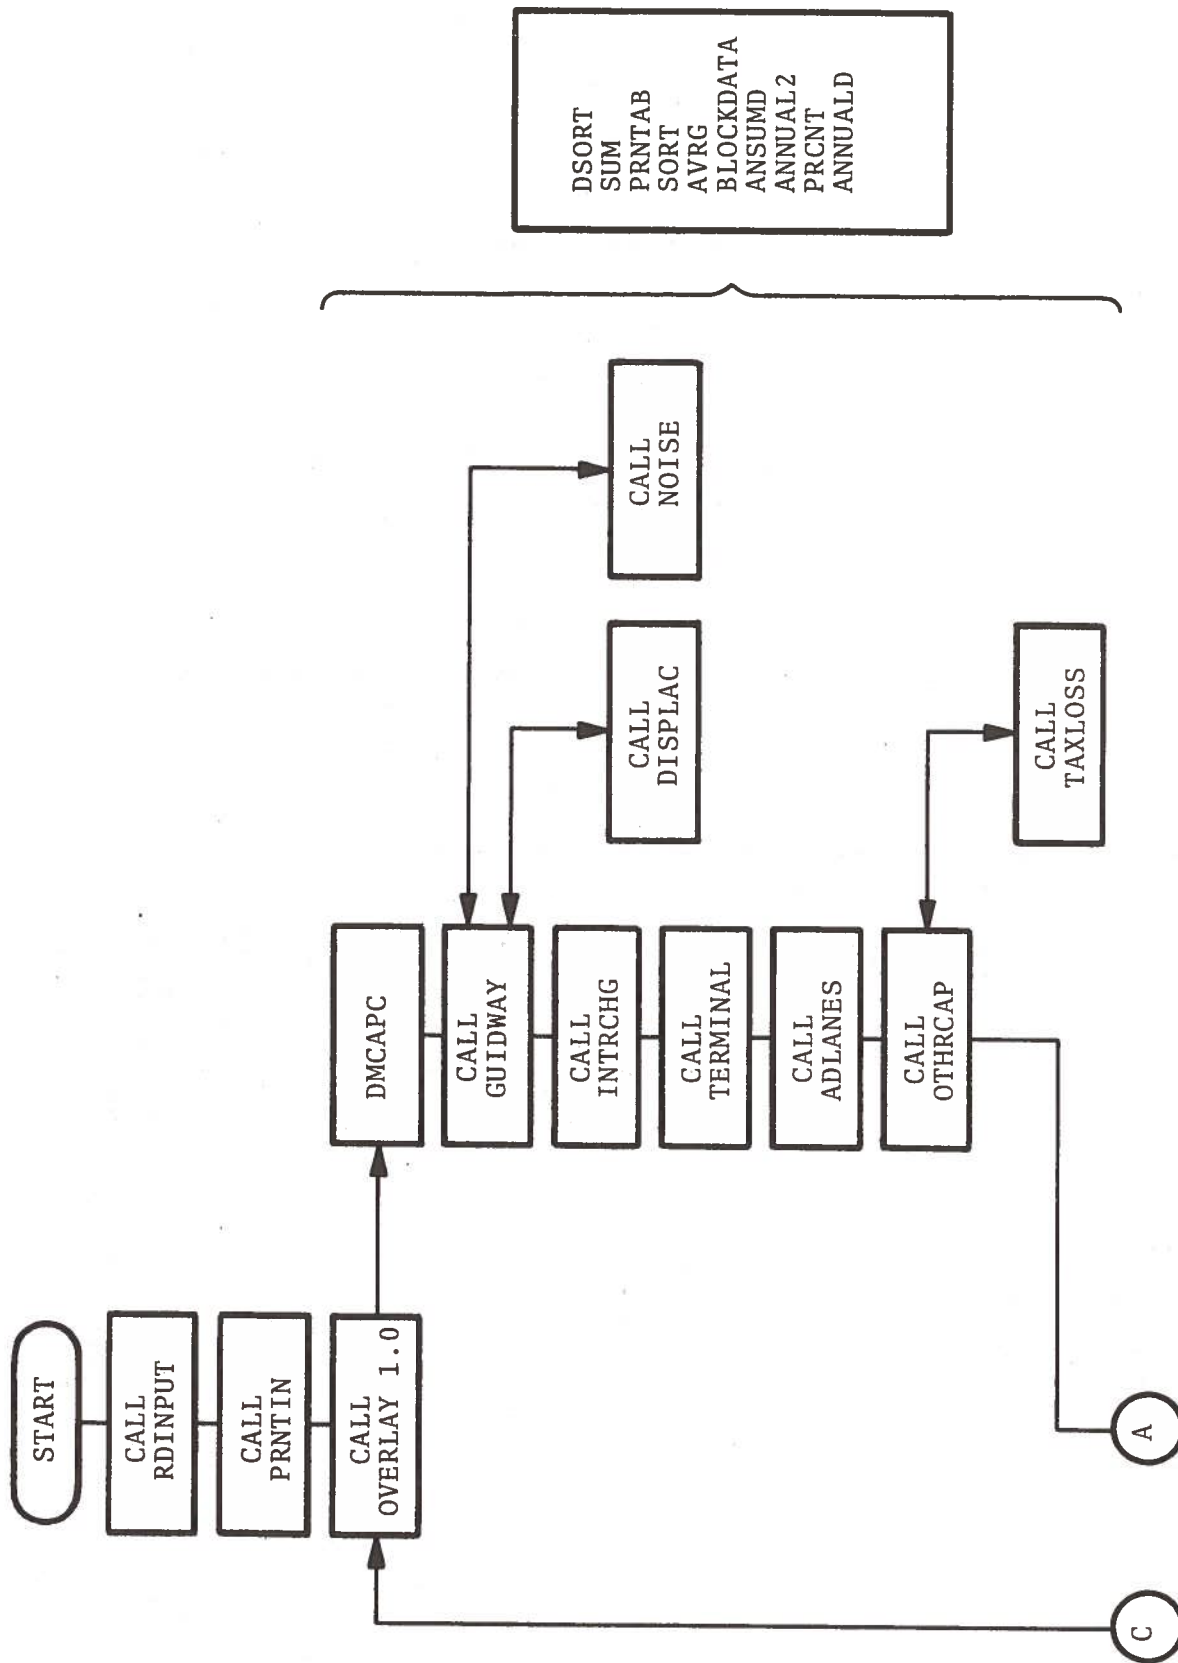 START
CALL
RDINPUT
CALL
PRNTIN
CALL
OVERLAY 1.0
C
A
DMCAPC
CALL
GUIDWAY
CALL
INTRCHG
CALL
TERMINAL
CALL
ADLANES
CALL
OTHRCAP
CALL
DISPLAC
CALL
NOISE
CALL
TAXLOSS
DSORT
SUM
PRNTAB
SORT
AVRG
BLOCKDATA
ANSUMD
ANNUAL2
PRCNT
ANNUALD